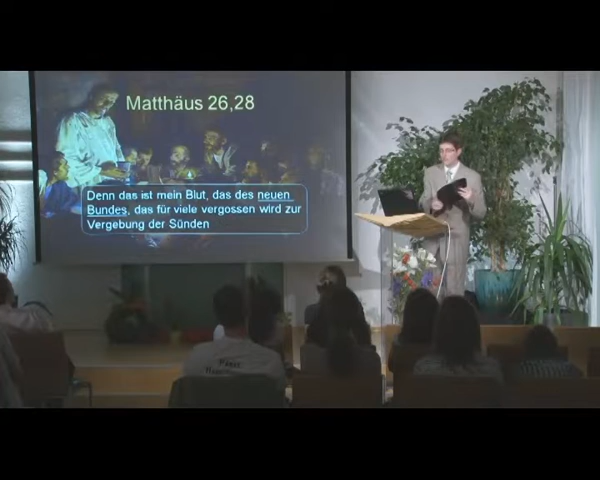 Matthäus 26,28
Denn das ist mein Blut, das des neuen
Bundes, das für viele vergossen wird zur
Vergebung der Sünden